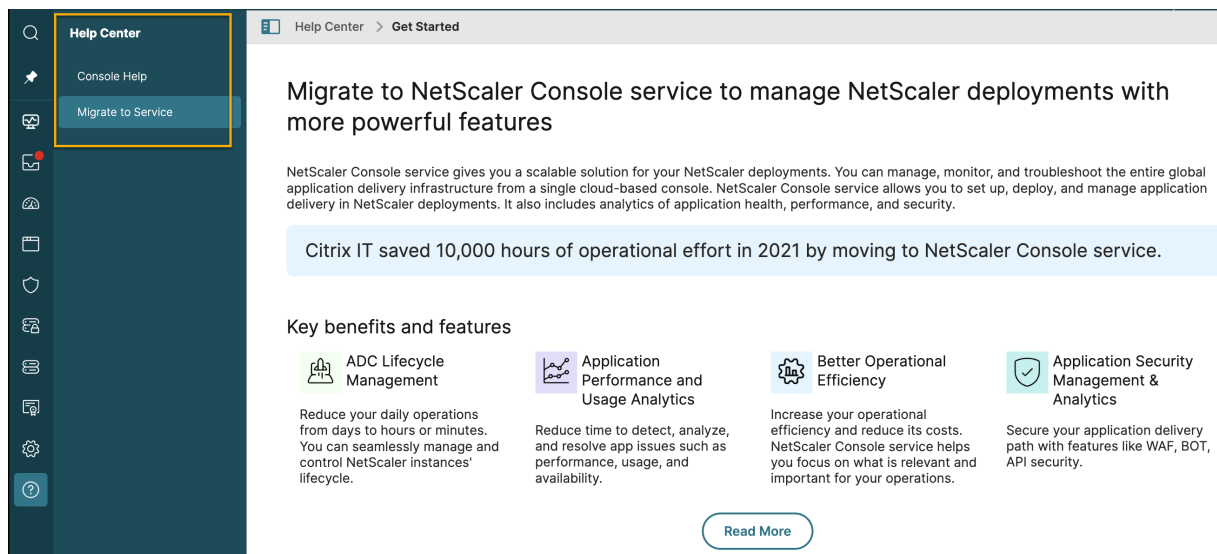 Help Center
Console Help
Migrate to Service
Help Center > Get Started
Migrate to NetScaler Console service to manage NetScaler deployments with
more powerful features
NetScaler Console service gives you a scalable solution for your NetScaler deployments. You can manage, monitor, and troubleshoot the entire global
application delivery infrastructure from a single cloud-based console. NetScaler Console service allows you to set up, deploy, and manage application
delivery in NetScaler deployments. It also includes analytics of application health, performance, and security.
Citrix IT saved 10,000 hours of operational effort in 2021 by moving to NetScaler Console service.
Key benefits and features
ADC Lifecycle
Management
Reduce your daily operations
from days to hours or minutes.
You can seamlessly manage and
control NetScaler instances'
lifecycle.
Application
Performance and
Usage Analytics
Reduce time to detect, analyze,
and resolve app issues such as
performance, usage, and
availability.
Better Operational
Efficiency
Increase your operational
efficiency and reduce its costs.
NetScaler Console service helps
you focus on what is relevant and
important for your operations.
Application Security
Management &
Analytics
Secure your application delivery
path with features like WAF, BOT,
API security.
Read More